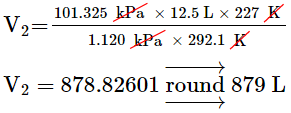 V₂= 101.325 kPa × 12.5 L × 227 K
1.120 kPa × 292.1 K
V₂ = 878.82601 round 879 L